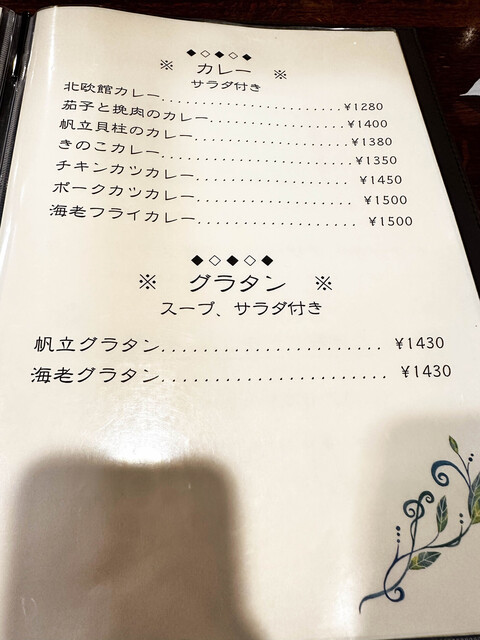 ◆◇◆◇◆
※ カレー ※
サラダ付き
北欧館カレー....................¥1280
茄子と挽肉のカレー....................¥1400
帆立貝柱のカレー....................¥1380
きのこカレー....................¥1350
チキンカツカレー.................... ¥1450
ポークカツカレー.................... ¥1500
海老フライカレー.................... ¥1500
◆◇◆◇◆
※ グラタン ※
スープ、サラダ付き
帆立グラタン........................ ¥1430
海老グラタン........................ ¥1430